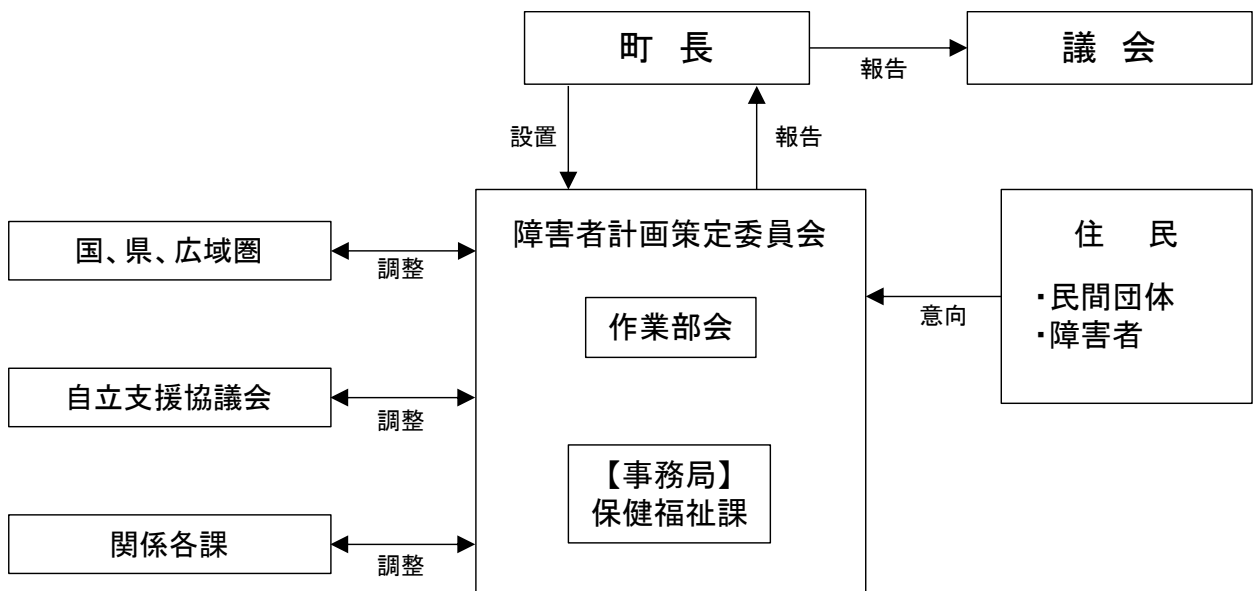 町 長
報告
議 会
設置
報告
障害者計画策定委員会
作業部会
【事務局】
保健福祉課
国、県、広域圏
調整
自立支援協議会
調整
関係各課
調整
意向
住 民
・民間団体
・障害者